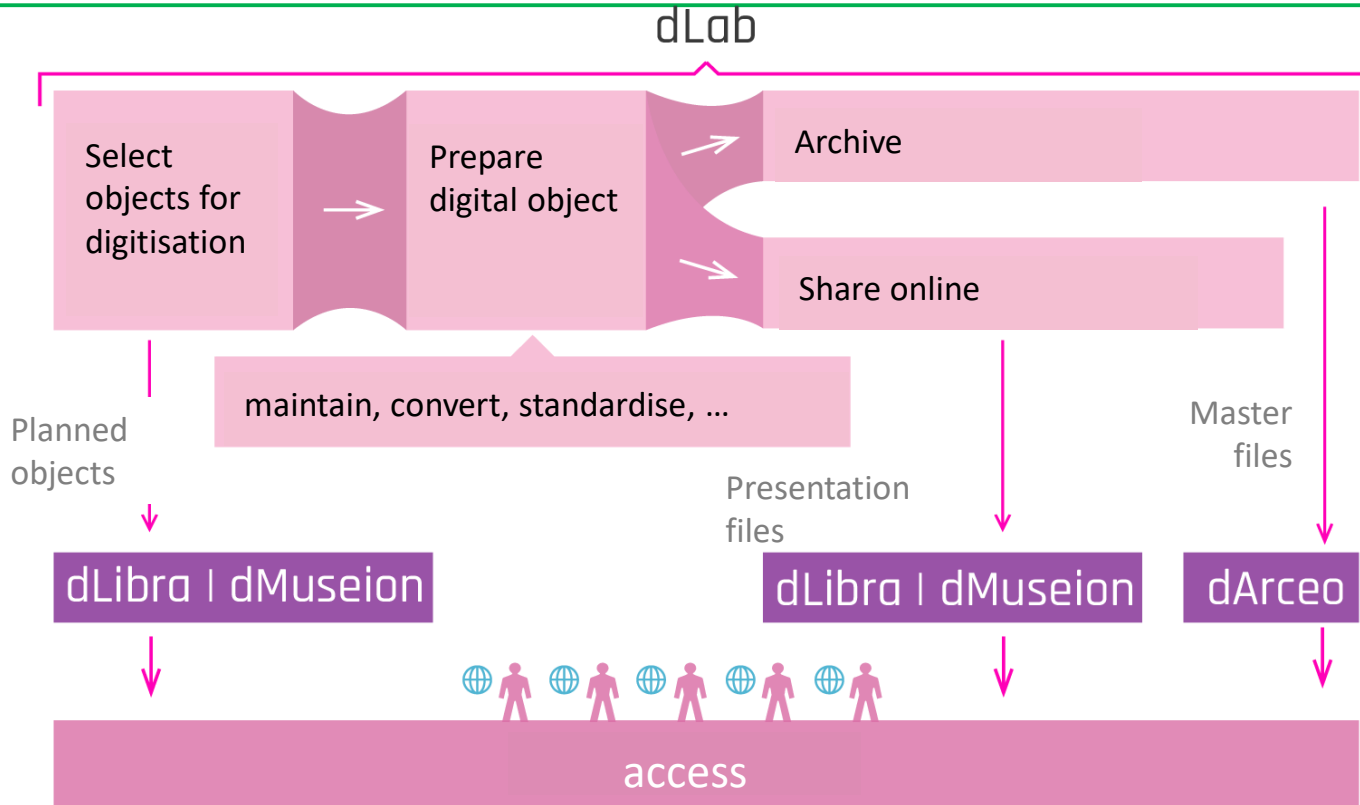 dLab
Select
objects for
digitisation
Prepare
digital object
Archive
Share online
maintain, convert, standardise, …
Planned
objects
Presentation
files
Master
files
dLibra | dMuseion
dLibra | dMuseion
dArceo
access